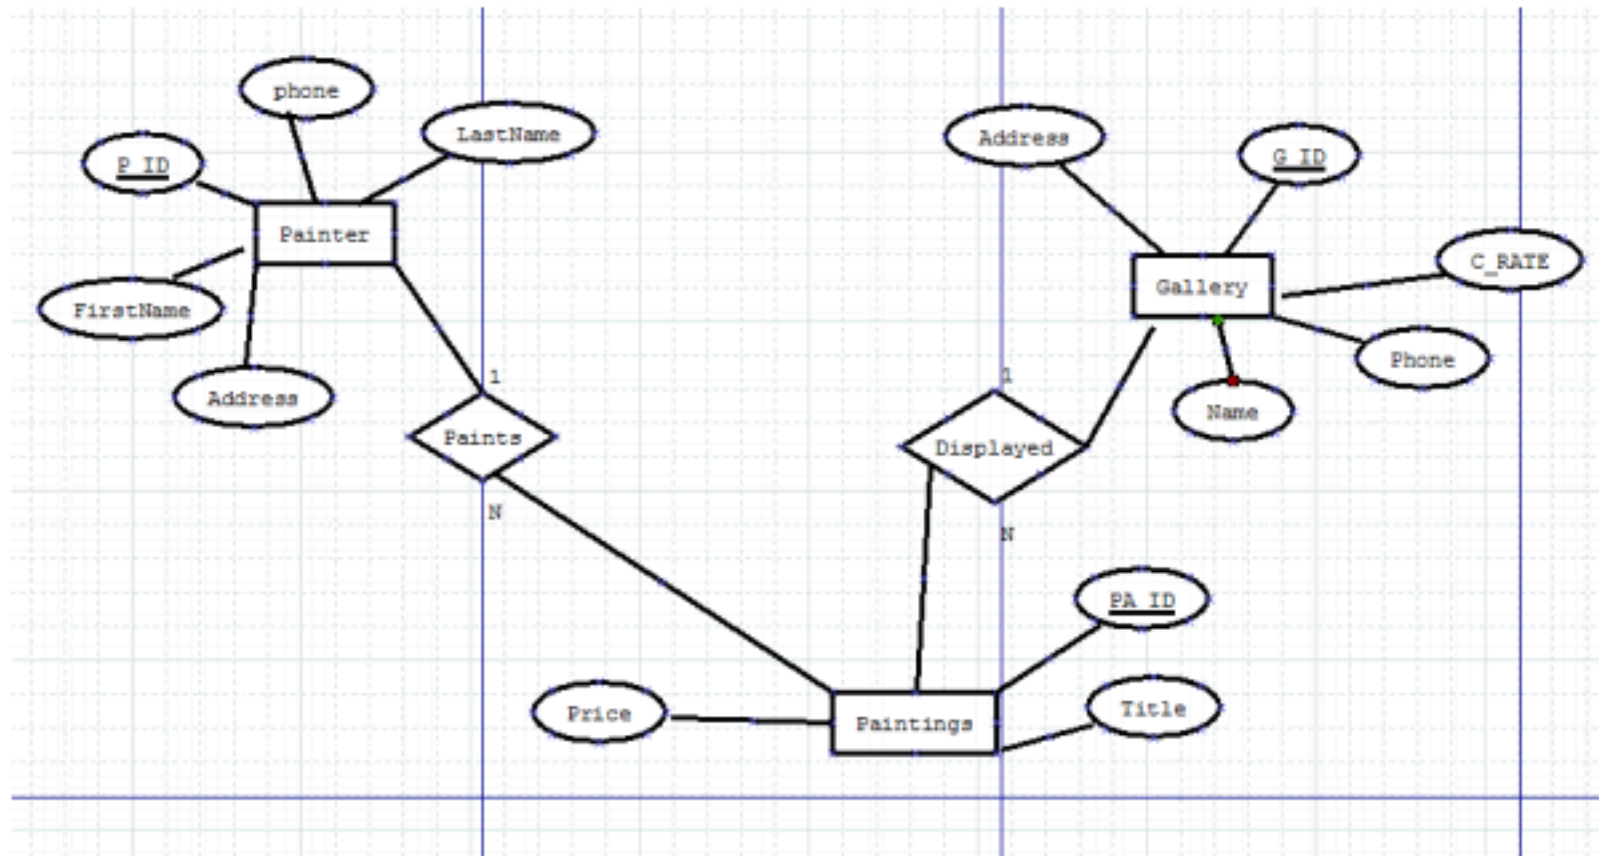 phone
LastName
P_ID
Painter
FirstName
Address
1
Paints
N
Address
G_ID
C_RATE
Gallery
Phone
Name
1
Displayed
N
PA_ID
Title
Price
Paintings